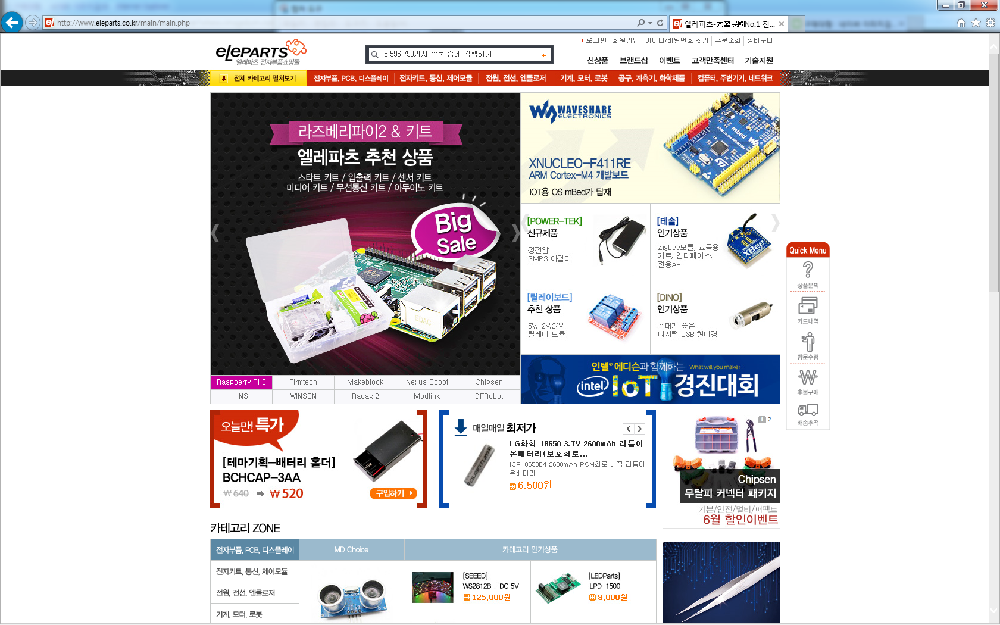 http://www.eleparts.co.kr/main/main.php
엘레파츠-大韓民國No.1 전...
로그인
회원가입
아이디/비밀번호 찾기
주문조회
장바구니
eLePARTS
엘레파츠 전자부품쇼핑몰
3,596,790가지 상품 중에 검색하기!
신상품
브랜드샵
이벤트
고객만족센터
기술지원
전체 카테고리 펼쳐보기
전자부품, PCB, 디스플레이
전자키트, 통신, 제어모듈
전원, 전선, 엔클로저
기계, 모터, 로봇
공구, 계측기, 화학제품
컴퓨터, 주변기기, 네트워크
라즈베리파이2 & 키트
엘레파츠 추천 상품
스타트 키트 / 입출력 키트 / 센서 키트
미디어 키트 / 무선통신 키트 / 아두이노 키트
Big
Sale
EDAC
Raspberry Pi 2
Firmtech
Makeblock
Nexus Bobot
Chipsen
HNS
WINSEN
Radax 2
Modlink
DFRobot
WAVESHARE
ELECTRONICS
XNUCLEO-F411RE
ARM Cortex-M4 개발보드
IOT용 OS mBed가 탑재
mbed
[POWER-TEK]
신규제품
정전압
SMPS 아답터
[테솔]
인기상품
Zigbee모듈, 교육용
키트, 인터페이스,
전용AP
XBee
[릴레이보드]
추천 상품
5V,12V,24V
릴레이 모듈
[DINO]
인기상품
휴대가 좋은
디지털 USB 현미경
인텔® 에디슨과 함께하는 What will you make?
intel IoT 경진대회
Quick Menu
상품문의
카드내역
방문수령
후불구매
배송추적
오늘만! 특가
[테마기획-배터리 홀더]
BCHCAP-3AA
₩ 640 ➡ ₩ 520
구입하기
매일매일 최저가
LG화학 18650 3.7V 2600mAh 리튬이
온배터리(보호회로...
ICR18650B4 2600mAh PCM회로 내장 리튬이
온배터리
6,500원
1 2
Chipsen
무탈피 커넥터 패키지
기본/안전/멀티/퍼펙트
6월 할인이벤트
카테고리 ZONE
전자부품, PCB, 디스플레이
MD Choice
카테고리 인기상품
전자키트, 통신, 제어모듈
전원, 전선, 엔클로저
기계, 모터, 로봇
[SEEED]
WS2812B - DC 5V
125,000원
[LEDParts]
LPD-1500
8,000원